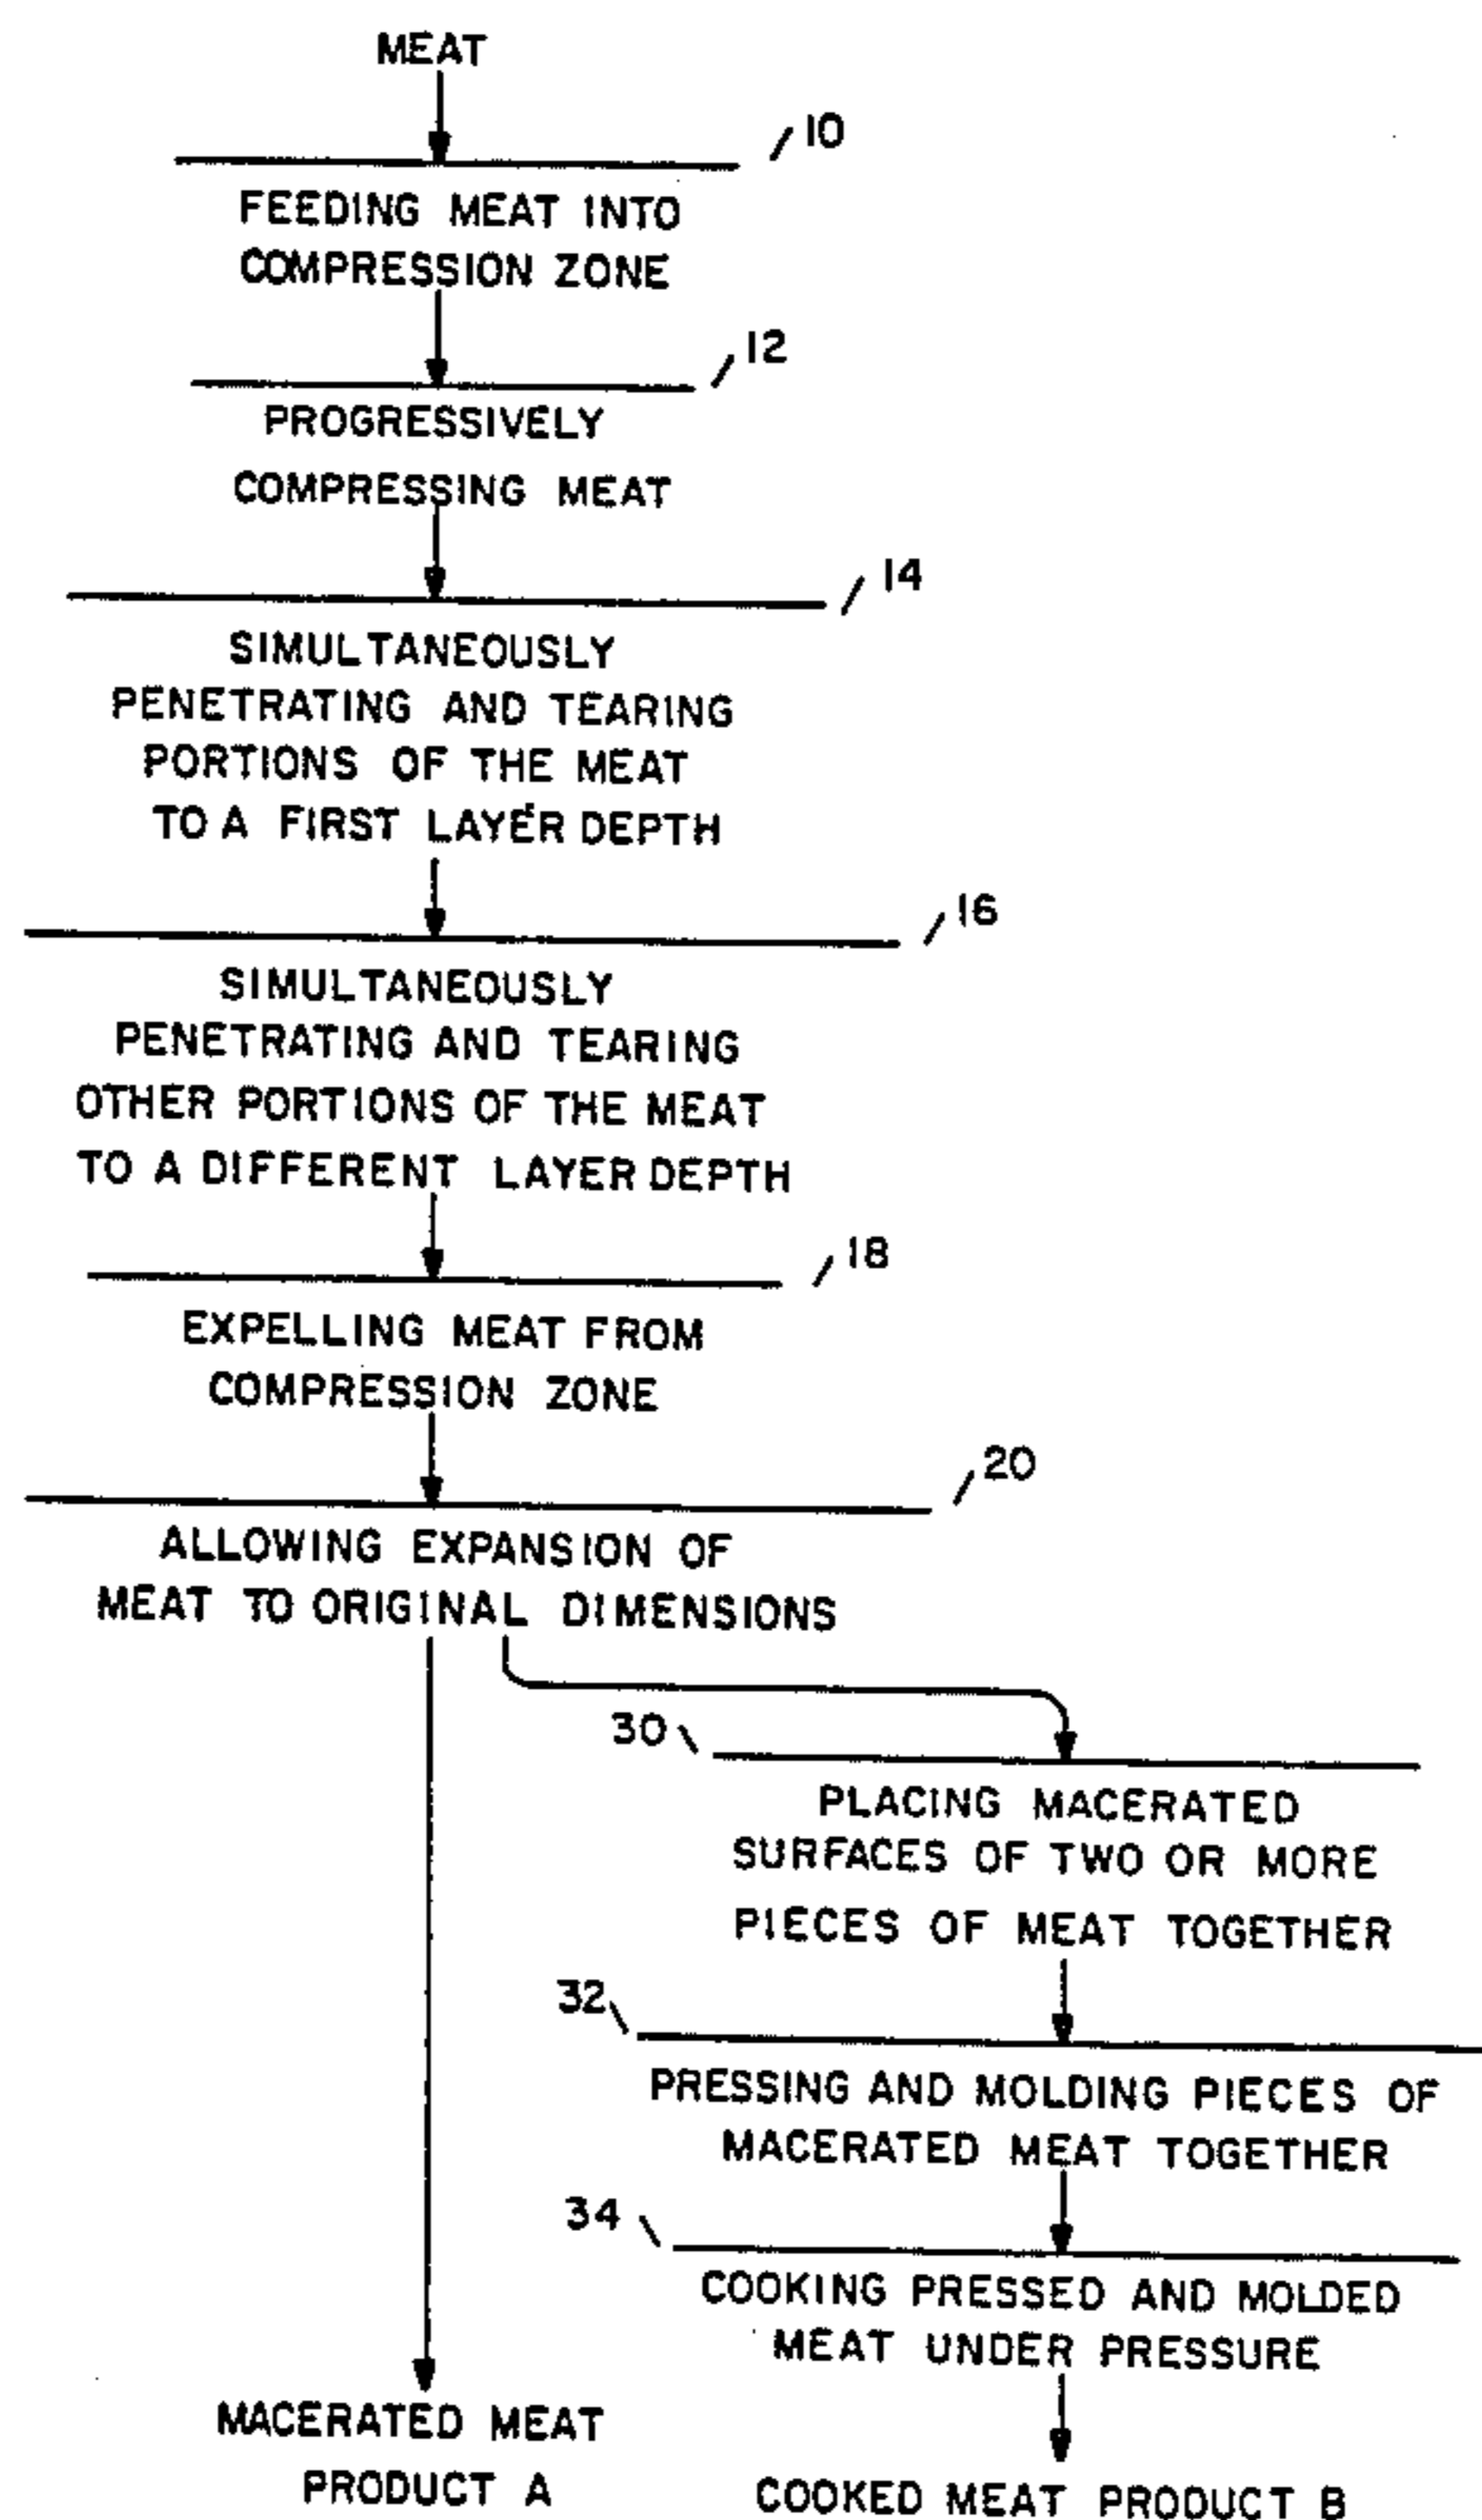 MEAT
10
FEEDING MEAT INTO
COMPRESSION ZONE
12
PROGRESSIVELY
COMPRESSING MEAT
14
SIMULTANEOUSLY
PENETRATING AND TEARING
PORTIONS OF THE MEAT
TO A FIRST LAYER DEPTH
16
SIMULTANEOUSLY
PENETRATING AND TEARING
OTHER PORTIONS OF THE MEAT
TO A DIFFERENT LAYER DEPTH
18
EXPELLING MEAT FROM
COMPRESSION ZONE
20
ALLOWING EXPANSION OF
MEAT TO ORIGINAL DIMENSIONS
30
PLACING MACERATED
SURFACES OF TWO OR MORE
PIECES OF MEAT TOGETHER
32
PRESSING AND MOLDING PIECES OF
MACERATED MEAT TOGETHER
34
COOKING PRESSED AND MOLDED
MEAT UNDER PRESSURE
MACERATED MEAT
PRODUCT A
COOKED MEAT PRODUCT B